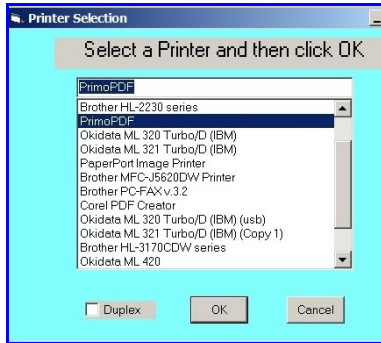 Printer Selection
Select a Printer and then click OK
PrimoPDF
Brother HL-2230 series
PrimoPDF
Okidata ML 320 Turbo/D (IBM)
Okidata ML 321 Turbo/D (IBM)
PaperPort Image Printer
Brother MFC-J5620DW Printer
Brother PC-FAX v.3.2
Corel PDF Creator
Okidata ML 320 Turbo/D (IBM) (usb)
Okidata ML 321 Turbo/D (IBM) (Copy 1)
Brother HL-3170CDW series
Okidata ML 420
Duplex
OK
Cancel